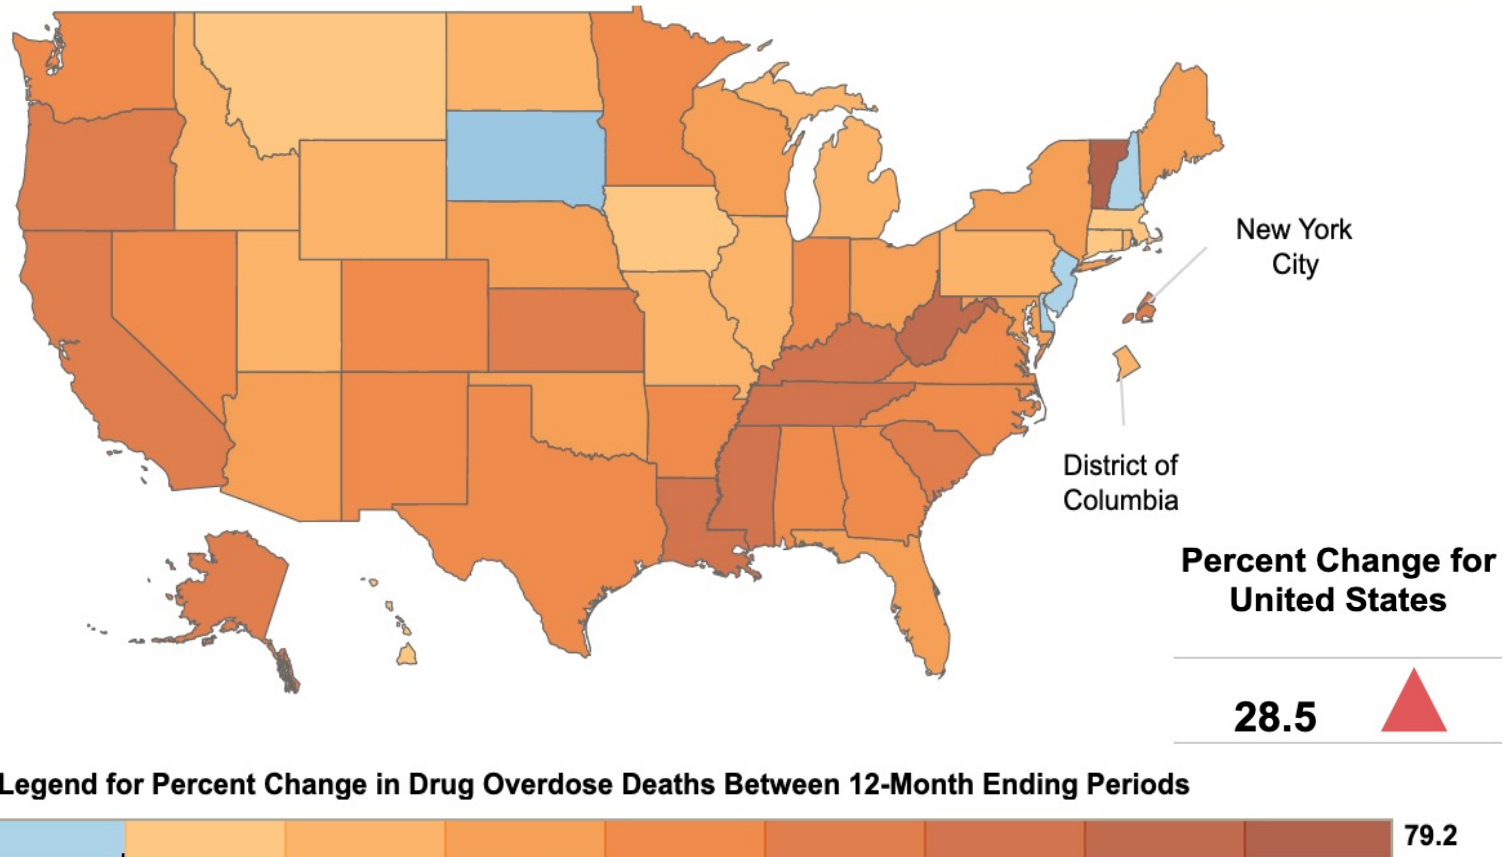 New York
City
District of
Columbia
Percent Change for
United States
28.5
Legend for Percent Change in Drug Overdose Deaths Between 12-Month Ending Periods
79.2